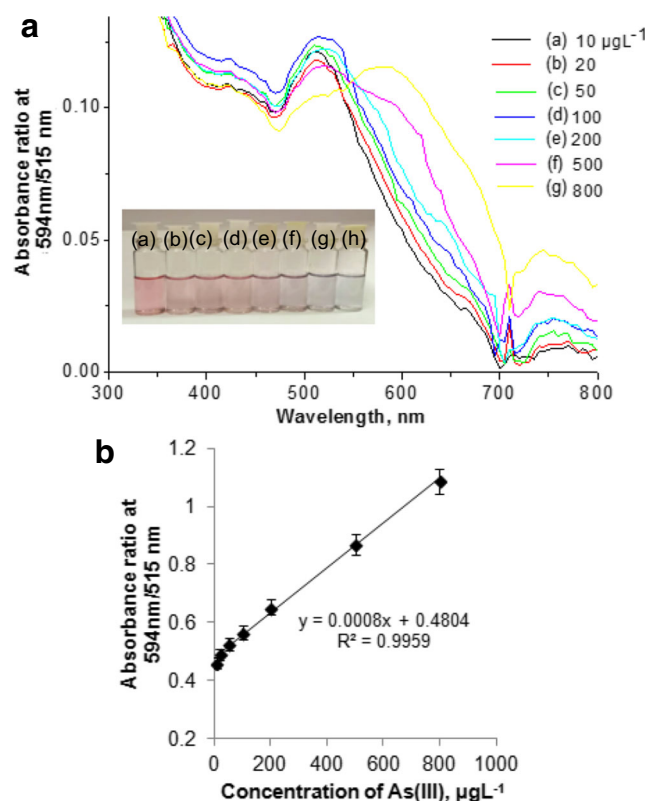 a
Absorbance ratio at
594nm/515 nm
0.10
0.05
0.00
(a) 10 µgL⁻¹
(b) 20
(c) 50
(d) 100
(e) 200
(f) 500
(g) 800
(a) (b) (c) (d) (e) (f) (g) (h)
300 400 500 600 700 800
Wavelength, nm
b
Absorbance ratio at
594nm/515 nm
1.2
1
0.8
0.6
0.4
0.2
y = 0.0008x + 0.4804
R² = 0.9959
0 200 400 600 800 1000
Concentration of As(III), µgL⁻¹